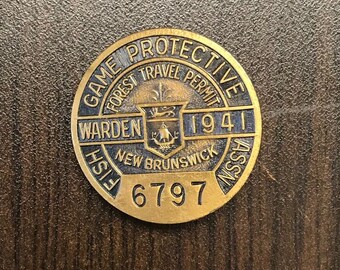 FISH GAME PROTECTIVE ASSN
FOREST TRAVEL PERMIT
WARDEN 1941
NEW BRUNSWICK
6797